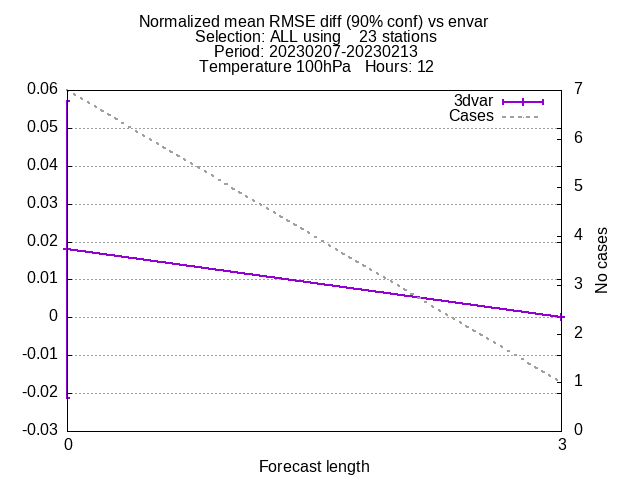 Normalized mean RMSE diff (90% conf) vs envar
Selection: ALL using    23 stations
Period: 20230207-20230213
Temperature 100hPa   Hours: 12
3dvar
Cases
0.06
0.05
0.04
0.03
0.02
0.01
0
-0.01
-0.02
-0.03
7
6
5
4
3
2
1
0
No cases
0 3
Forecast length